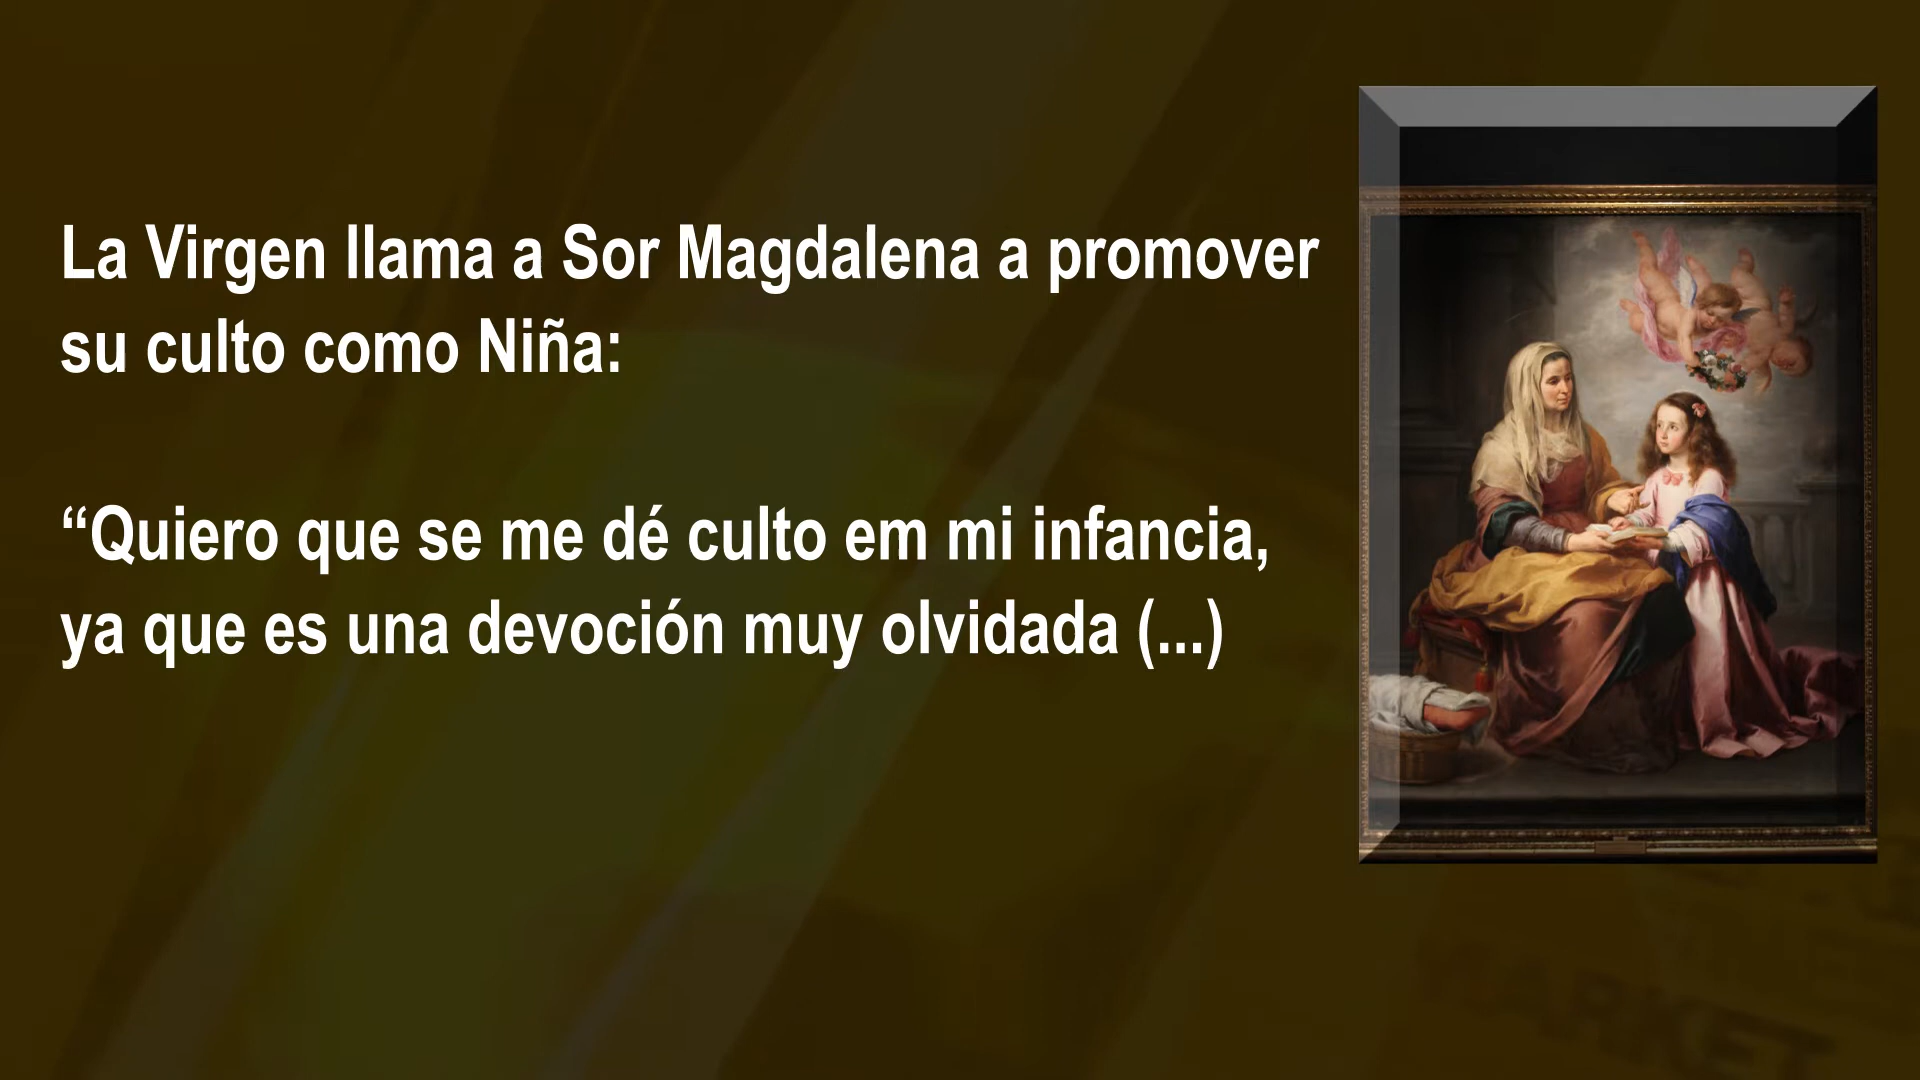 La Virgen llama a Sor Magdalena a promover
su culto como Niña:
“Quiero que se me dé culto em mi infancia,
ya que es una devoción muy olvidada (...)